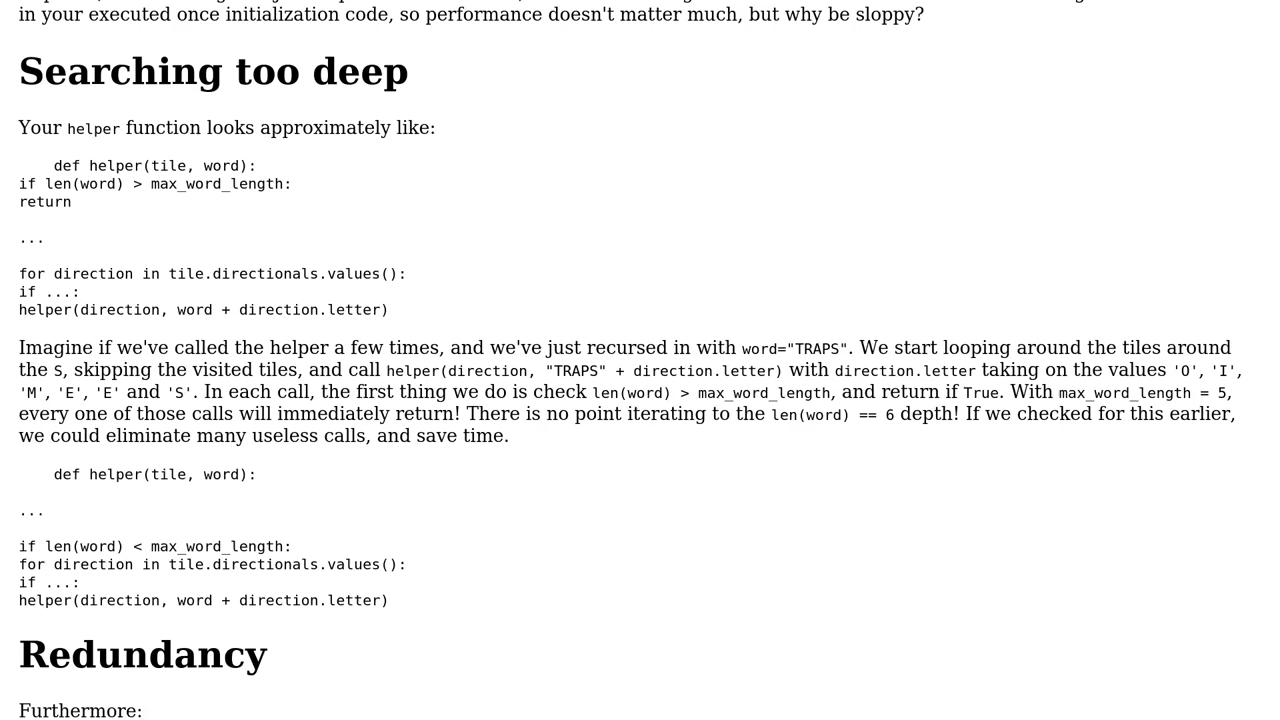 in your executed once initialization code, so performance doesn't matter much, but why be sloppy?
Searching too deep
Your helper function looks approximately like:
def helper(tile, word):
if len(word) > max_word_length:
return
...
for direction in tile.directionals.values():
if ...:
helper(direction, word + direction.letter)
Imagine if we've called the helper a few times, and we've just recursed in with word="TRAPS". We start looping around the tiles around
the S, skipping the visited tiles, and call helper(direction, "TRAPS" + direction.letter) with direction.letter taking on the values 'O', 'I',
'M', 'E', 'E' and 'S'. In each call, the first thing we do is check len(word) > max_word_length, and return if True. With max_word_length = 5,
every one of those calls will immediately return! There is no point iterating to the len(word) == 6 depth! If we checked for this earlier,
we could eliminate many useless calls, and save time.
def helper(tile, word):
...
if len(word) < max_word_length:
for direction in tile.directionals.values():
if ...:
helper(direction, word + direction.letter)
Redundancy
Furthermore: